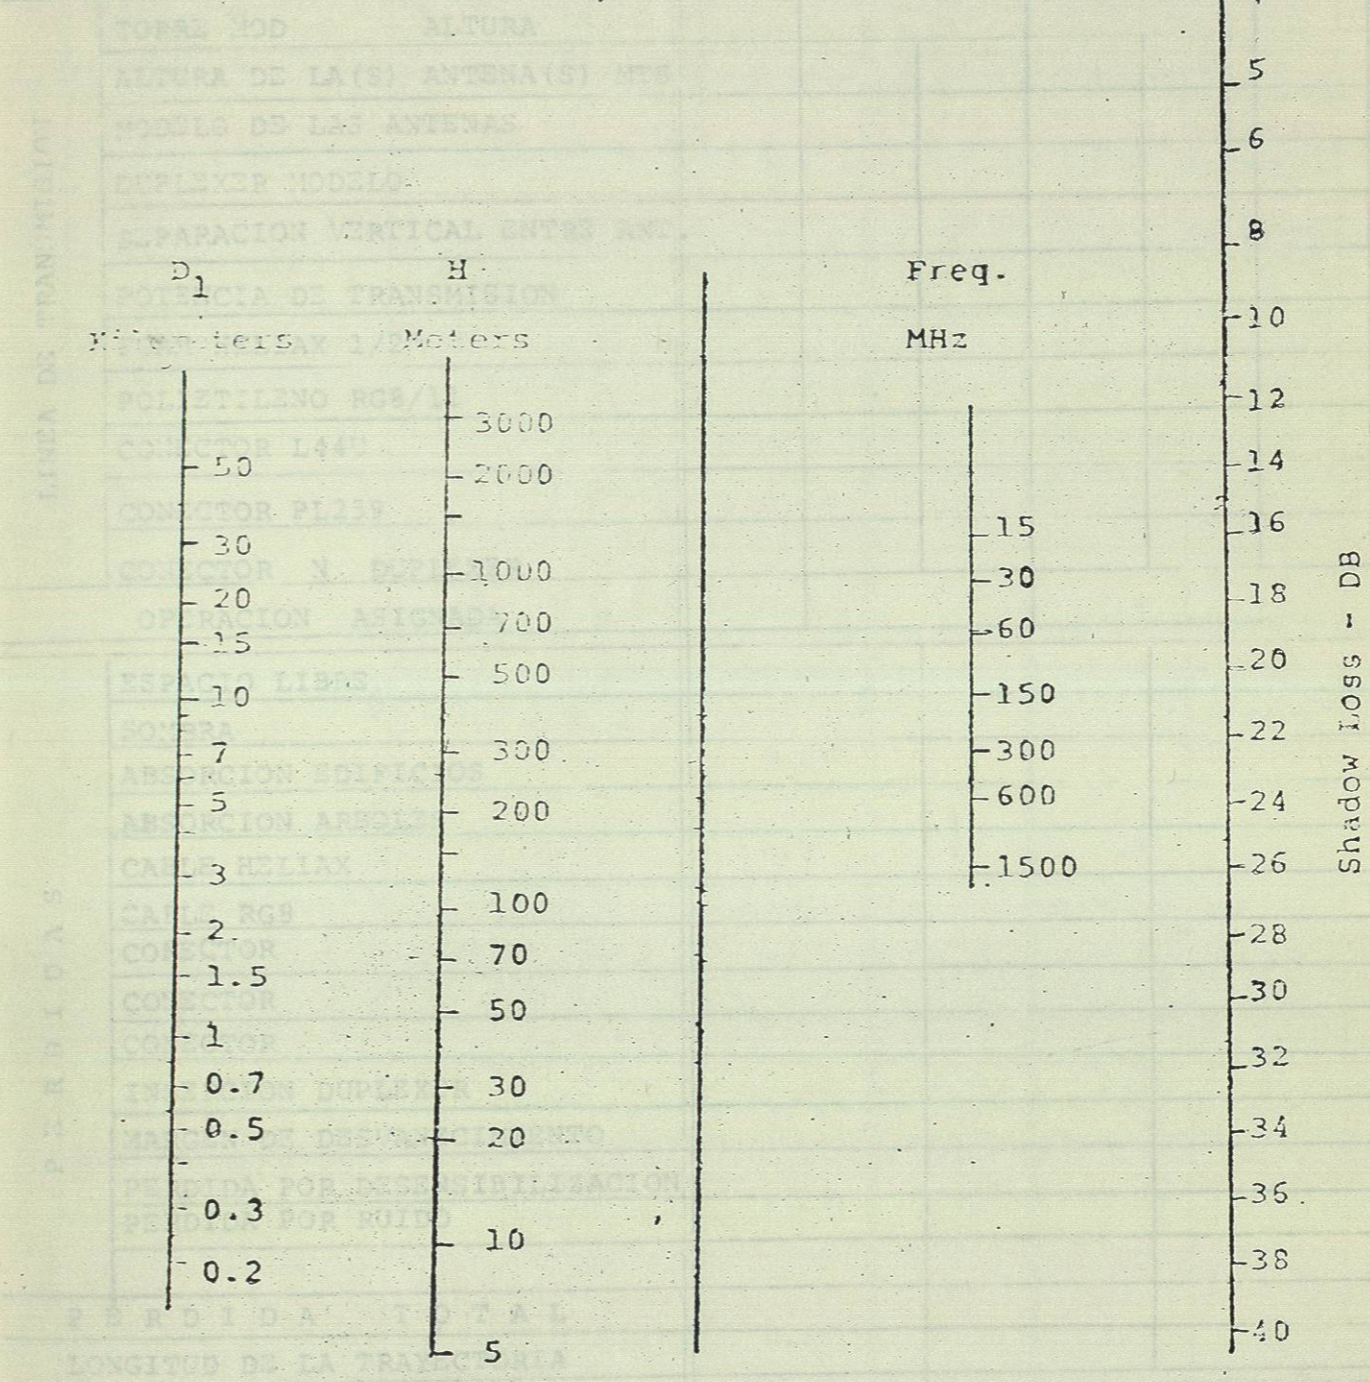 D1
H
Freq.
Meters
MHz
50
30
20
15
10
7
5
3
2
1.5
1
0.7
0.5
0.3
0.2
3000
2000
1000
700
500
300
200
100
70
50
30
20
10
5
15
30
60
150
300
600
1500
5
6
8
10
12
14
16
18
20
22
24
26
28
30
32
34
36
38
40
Shadow Loss - DB
TORRE MOD ALTURA
ALTURA DE LA(S) ANTENA(S) MTS
MODELO DE LAS ANTENAS
DUPLEXER MODELO
VERTICAL ENTRE ANT.
POTENCIA DE TRANSMISION
POLIETILENO
CONECTOR L44U
CONECTOR PL259
CONECTOR N
OPERACION ASIGNADA
ESPACIO LIBRE
SOMBRA
ABSORCION EDIFICIOS
ABSORCION
CABLE HELIAX
CABLE RG8
CONECTOR
CONECTOR
CONECTOR
DUPLEXER
PERDIDA POR DESENSIBILIZACION
PERDIDA POR RUIDO
PERDIDA TOTAL
LONGITUD DE LA TRAYECTORIA
LINEA DE TRANSMISION
PERDIDAS